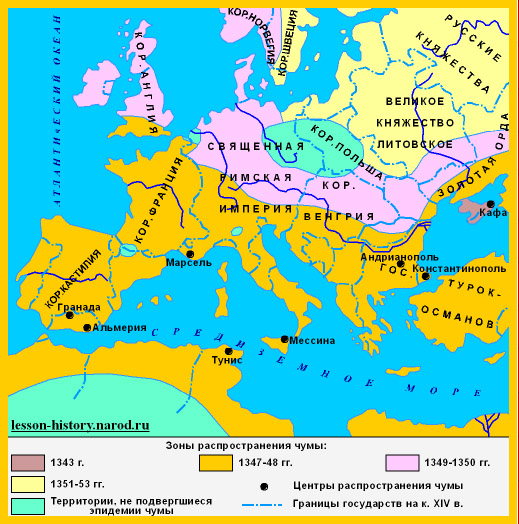 АТЛАНТИЧЕСКИЙ ОКЕАН
КОР.НОРВЕГИЯ
КОР.ШВЕЦИЯ
РУССКИЕ
КНЯЖЕСТВА
КОР.АНГЛИЯ
ВЕЛИКОЕ
КНЯЖЕСТВО
ЛИТОВСКОЕ
КОР.ПОЛЬША
СВЯЩЕННАЯ
РИМСКАЯ
ИМПЕРИЯ
КОР.
ВЕНГРИЯ
ЗОЛОТАЯ ОРДА
Кафа
КОР.ФРАНЦИЯ
Марсель
Андрианополь
ГОС.
Константинополь
ТУРОК-
ОСМАНОВ
КОР.КАСТИЛИЯ
Гранада
Альмерия
Мессина
Тунис
СРЕДИЗЕМНОЕ МОРЕ
lesson-history.narod.ru
Зоны распространения чумы:
1343 г.
1347-48 гг.
1349-1350 гг.
1351-53 гг.
Центры распространения чумы
Территории, не подвергшиеся
эпидемии чумы
Границы государств на к. XIV в.